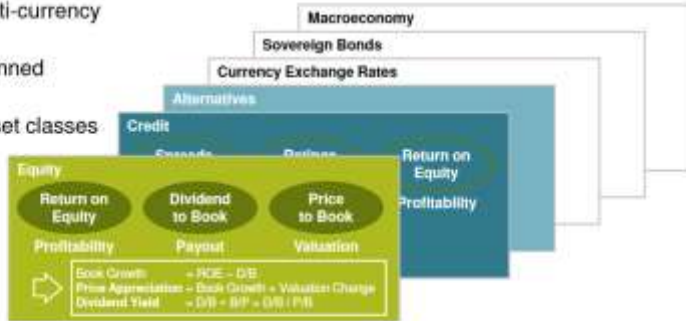 ti-currency
nned
et classes
Macroeconomy
Sovereign Bonds
Currency Exchange Rates
Alternatives
Credit
Spreads Ratings Return on
Equity
Profitability
Equity
Return on Dividend Price
Equity to Book to Book
Profitability Payout Valuation
Book Growth = ROE – D/B
Price Appreciation = Book Growth + Valuation Change
Dividend Yield = D/B ÷ B/P = D/B / P/B